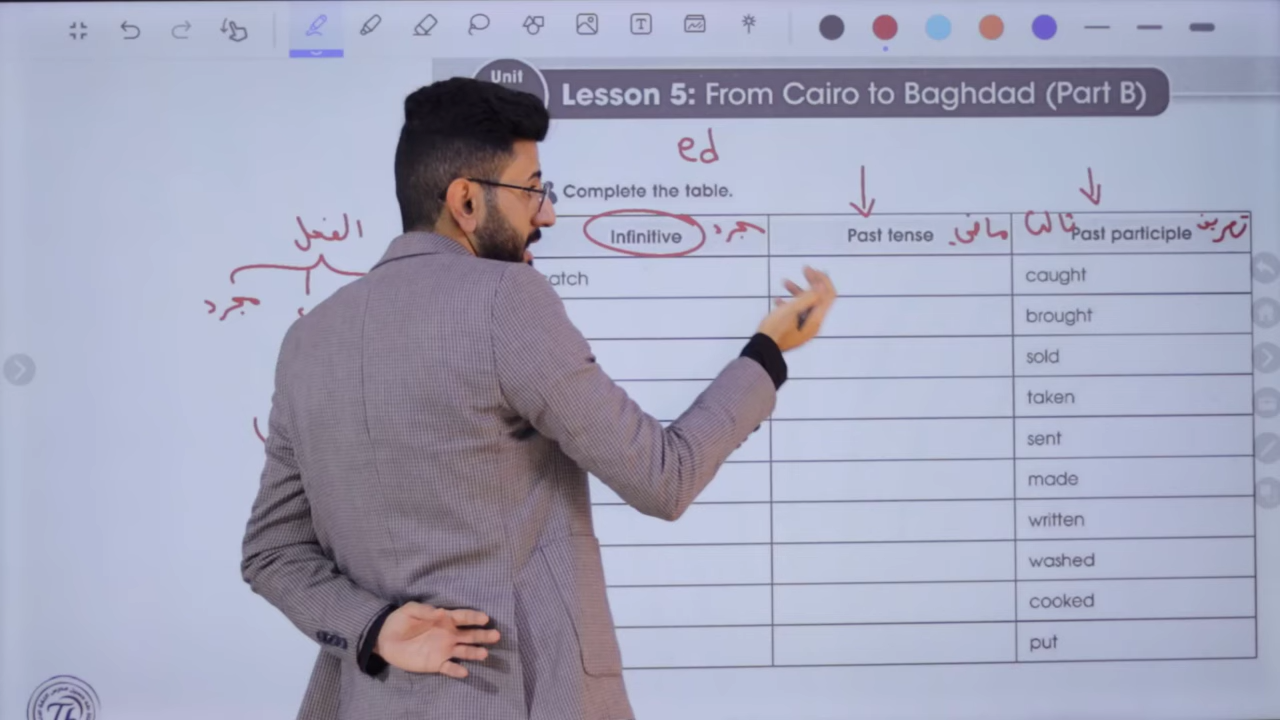 Unit
Lesson 5: From Cairo to Baghdad (Part B)
ed
Complete the table.
الفعل
مجرد
Infinitive مجرد
Past tense ماضي
Past participle تصريف ثالث
catch
caught
brought
sold
taken
sent
made
written
washed
cooked
put
T